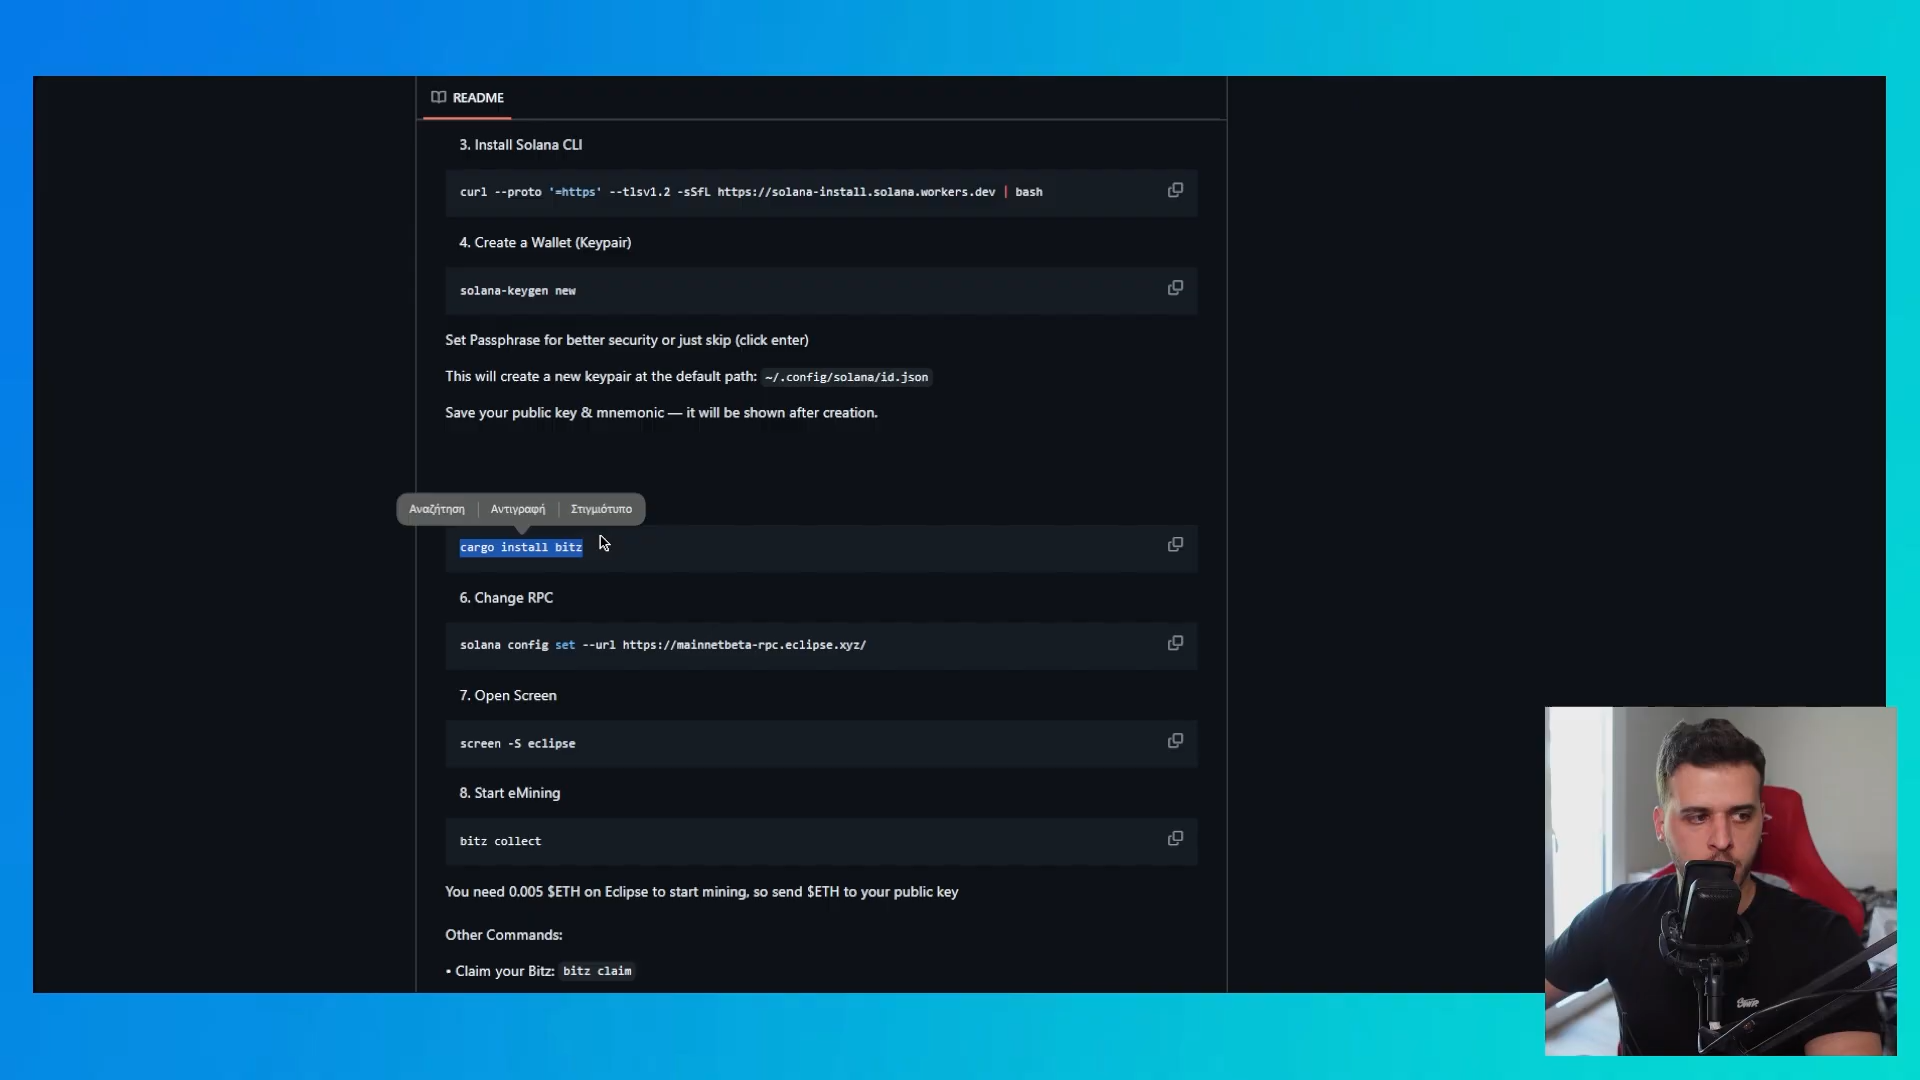 README
3. Install Solana CLI
curl --proto '=https' --tlsv1.2 -sSfL https://solana-install.solana.workers.dev | bash
4. Create a Wallet (Keypair)
solana-keygen new
Set Passphrase for better security or just skip (click enter)
This will create a new keypair at the default path: ~/.config/solana/id.json
Save your public key & mnemonic — it will be shown after creation.
Αναζήτηση | Αντιγραφή | Στιγμιότυπο
cargo install bitz
6. Change RPC
solana config set --url https://mainnetbeta-rpc.eclipse.xyz/
7. Open Screen
screen -S eclipse
8. Start eMining
bitz collect
You need 0.005 $ETH on Eclipse to start mining, so send $ETH to your public key
Other Commands:
• Claim your Bitz: bitz claim